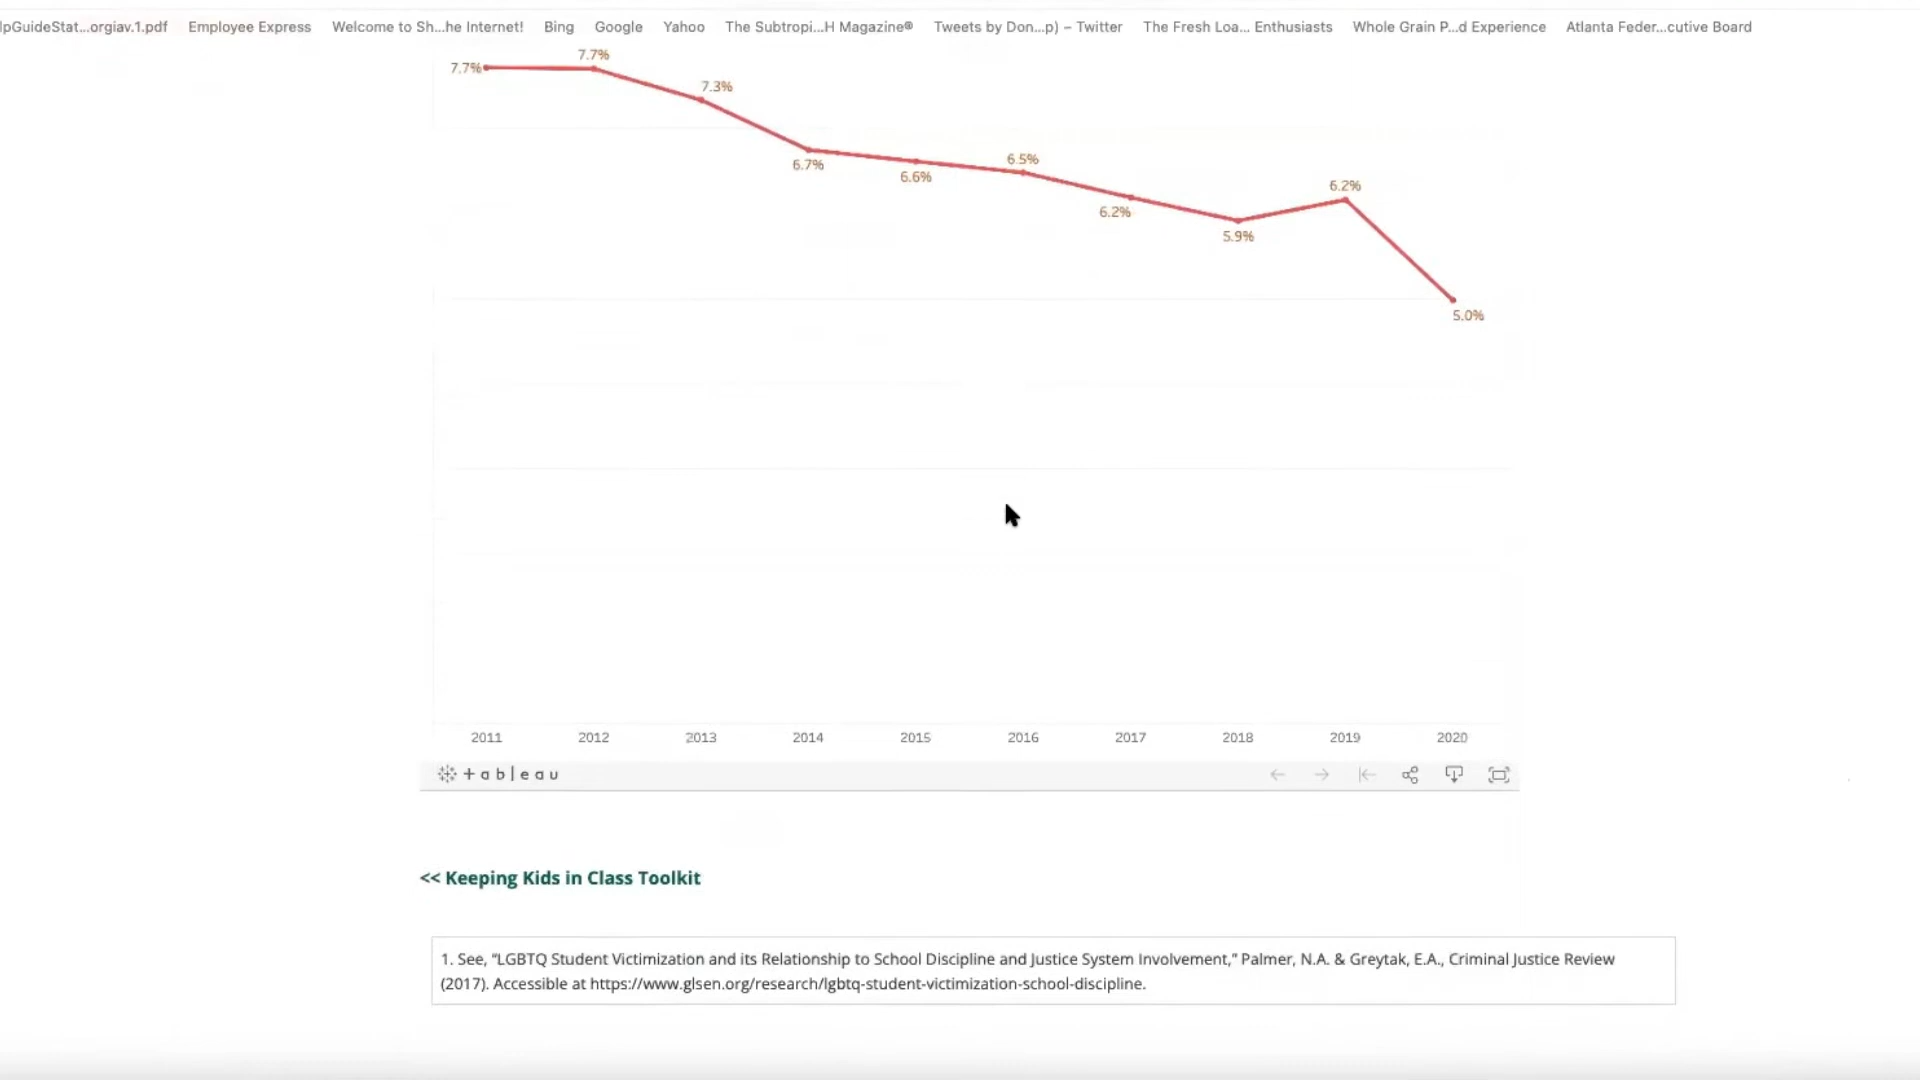 lpGuideStat...orgiav.1.pdf Employee Express Welcome to Sh...he Internet! Bing Google Yahoo The Subtropi...H Magazine® Tweets by Don...p) – Twitter The Fresh Loa... Enthusiasts Whole Grain P...d Experience Atlanta Feder...cutive Board
7.7%
7.7%
7.3%
6.7%
6.6%
6.5%
6.2%
5.9%
6.2%
5.0%
2011 2012 2013 2014 2015 2016 2017 2018 2019 2020
+ableau
<< Keeping Kids in Class Toolkit
1. See, “LGBTQ Student Victimization and its Relationship to School Discipline and Justice System Involvement,” Palmer, N.A. & Greytak, E.A., Criminal Justice Review
(2017). Accessible at https://www.glsen.org/research/lgbtq-student-victimization-school-discipline.